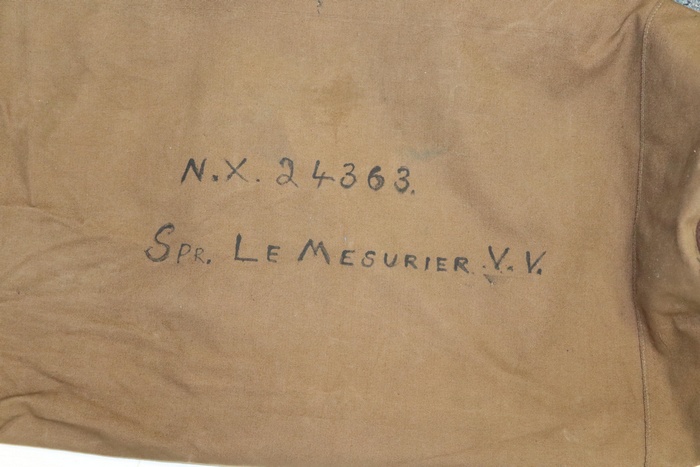 N.X. 24363.
SPR. LE MESURIER. V. V.